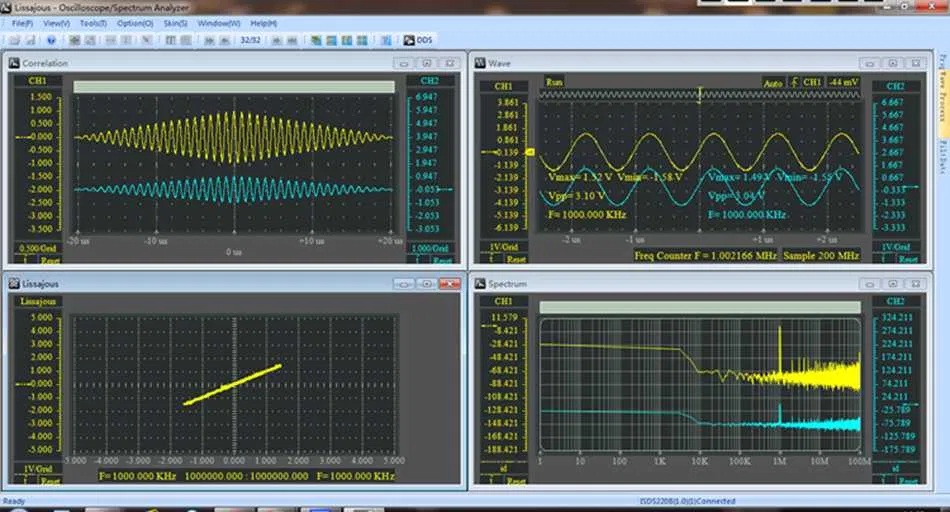 Lissajous - Oscilloscope/Spectrum Analyzer
File(F) View(V) Tools(T) Option(O) Skin(S) Window(W) Help(H)
32/32 DDS
Correlation
CH1 CH2
1.500 6.947
1.000 5.947
0.500 4.947
0.000 3.947
-0.500 2.947
-1.000 1.947
-1.500 0.947
-2.000 -0.053
-2.500 -1.053
-3.000 -2.053
-3.500 -3.053
-20 us -10 us +10 us +20 us
0 us
0.500/Grid 1.000/Grid
t Reset t Reset
Wave
Run Auto CH1 -44 mV
CH1 CH2
3.861 6.667
2.861 5.667
1.861 4.667
0.861 3.667
-0.139 2.667
-1.139 1.667
-2.139 0.667
-3.139 -0.333
-4.139 -1.333
-5.139 -2.333
-6.139 -3.333
Vmax= 1.52 V Vmin= -1.58 V Vmax= 1.49 V Vmin= -1.55 V
Vpp= 3.10 V Vpp= 3.04 V
F= 1000.000 KHz F= 1000.000 KHz
-2 us -1 us +1 us +2 us
1V/Grid 1V/Grid
Freq Counter F = 1.002166 MHz Sample 200 MHz
t Reset t Reset
Freq Wave Process Filters
Lissajous
Lissajous
5.000
4.000
3.000
2.000
1.000
0.000
-1.000
-2.000
-3.000
-4.000
-5.000
-5.000 -4.000 -3.000 -2.000 -1.000 0.000 1.000 2.000 3.000 4.000 5.000
1V/Grid
F= 1000.000 KHz 1000000.000 : 1000000.000 F= 1000.000 KHz
t Reset
Spectrum
CH1 CH2
11.579 324.211
-8.421 274.211
-28.421 224.211
-48.421 174.211
-68.421 124.211
-88.421 74.211
-108.421 24.211
-128.421 -25.789
-148.421 -75.789
-168.421 -125.789
-188.421 -175.789
1 10 100 1K 10K 100K 1M 10M 100M
t Reset t Reset
Ready ISDS220B(1.0)(1)Connected